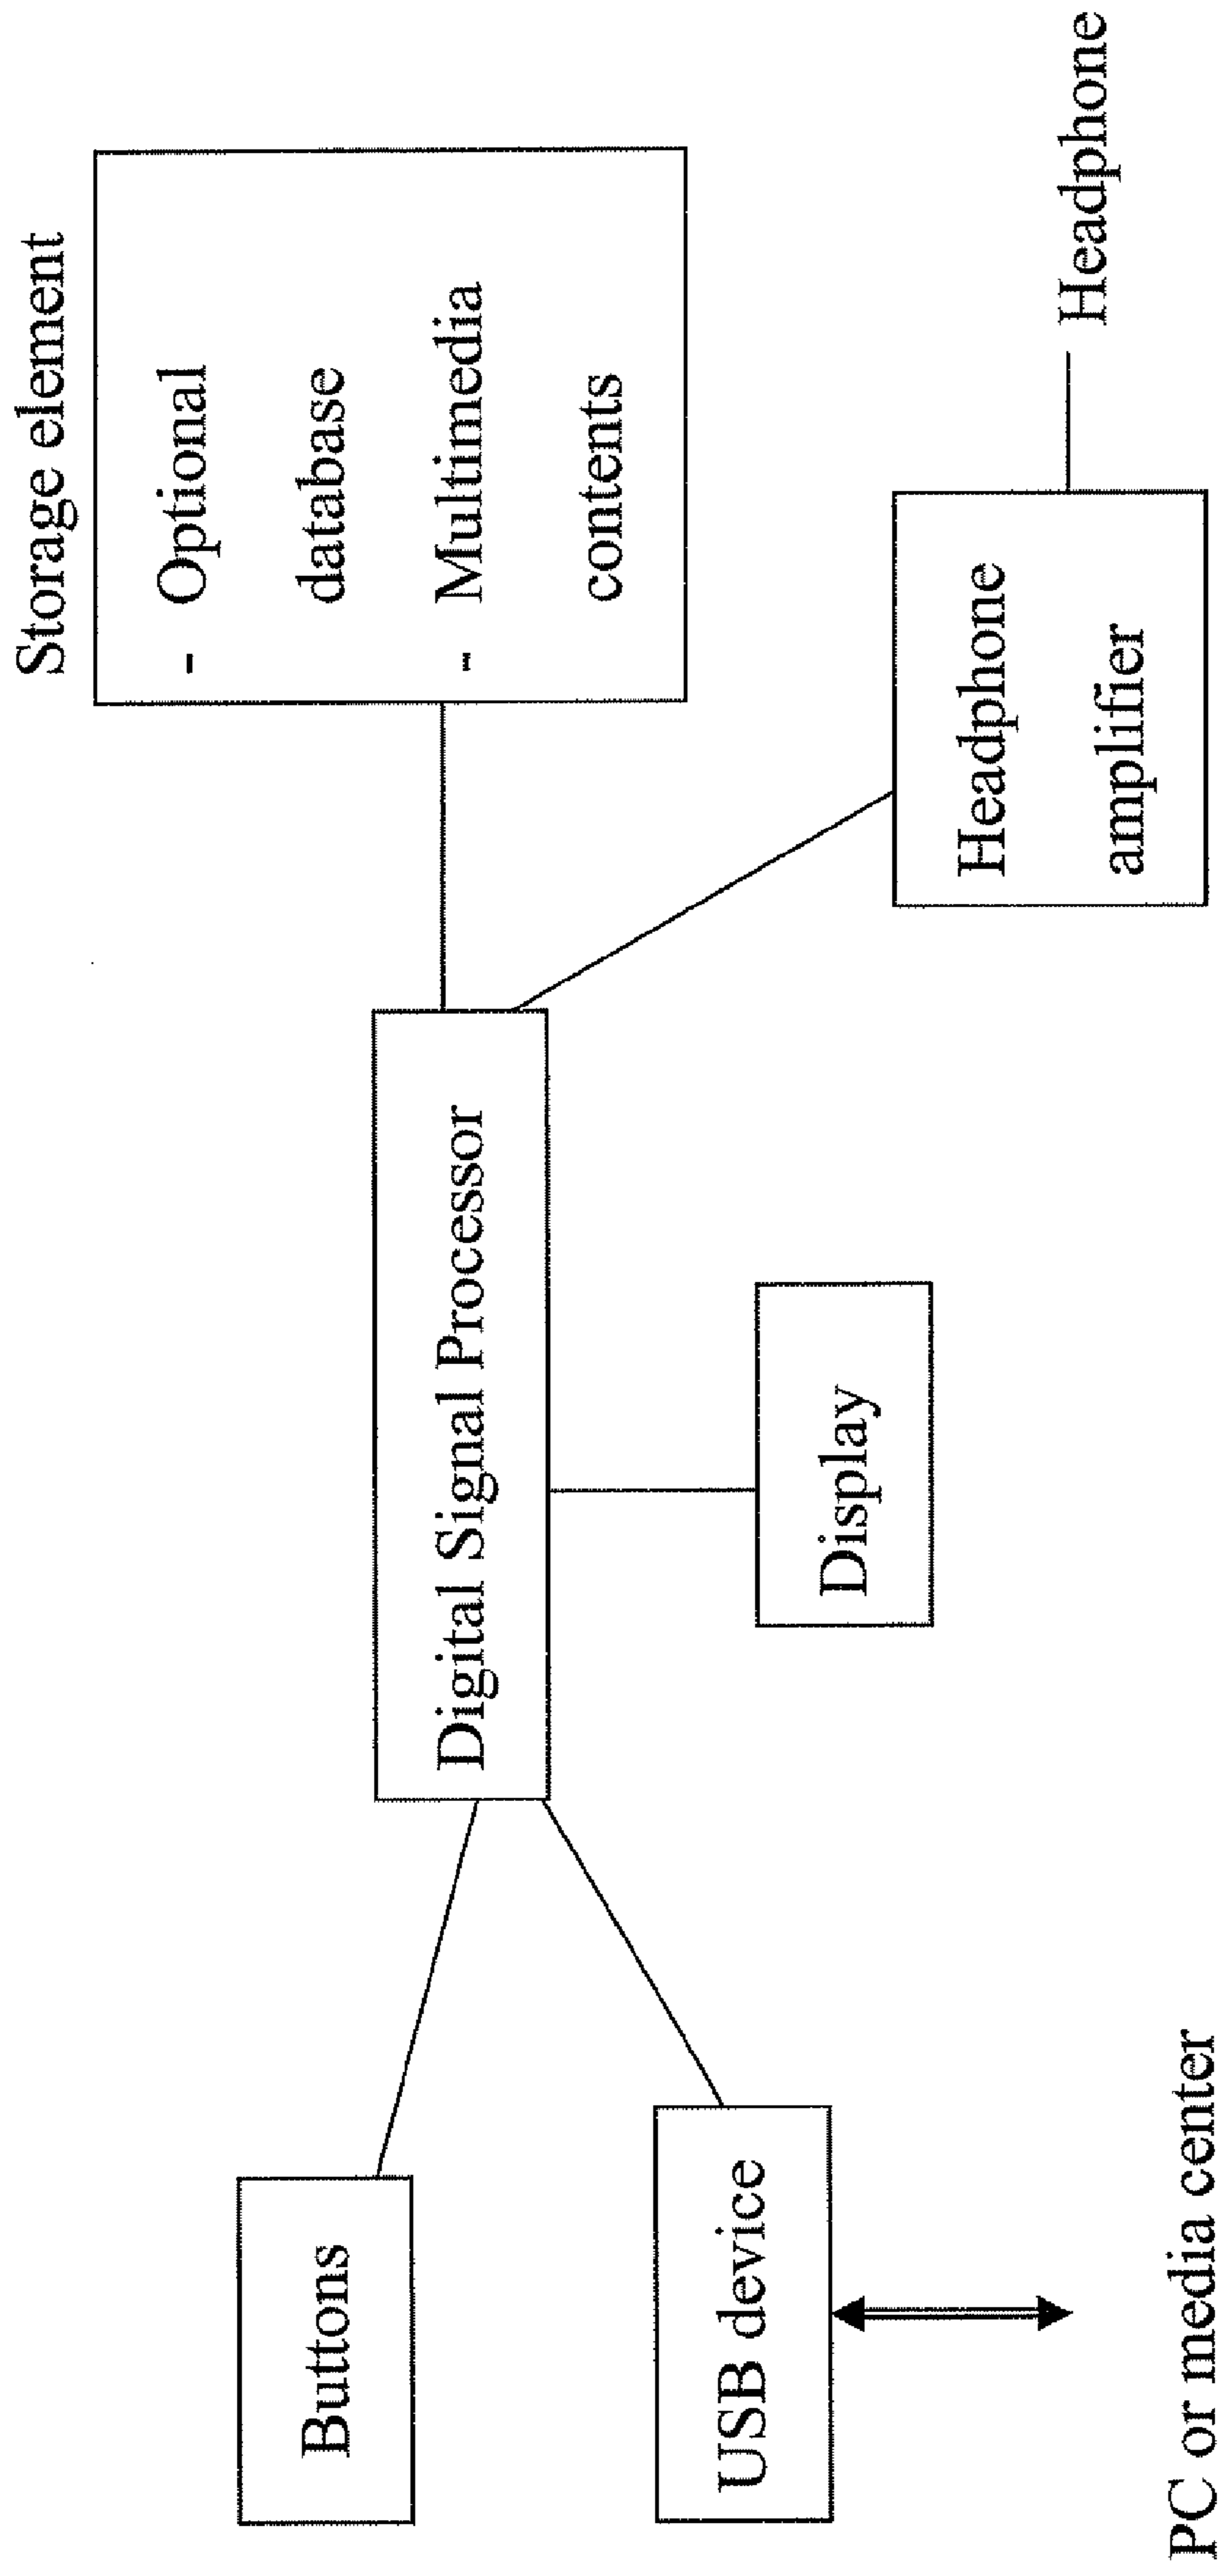 Storage element
- Optional
database
- Multimedia
contents
Buttons
Digital Signal Processor
USB device
Display
Headphone
amplifier
Headphone
PC or media center